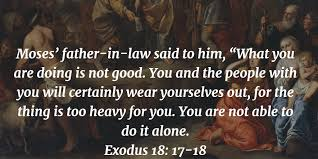 Moses’ father-in-law said to him, “What you
are doing is not good. You and the people with
you will certainly wear yourselves out, for the
thing is too heavy for you. You are not able to
do it alone.
Exodus 18: 17-18